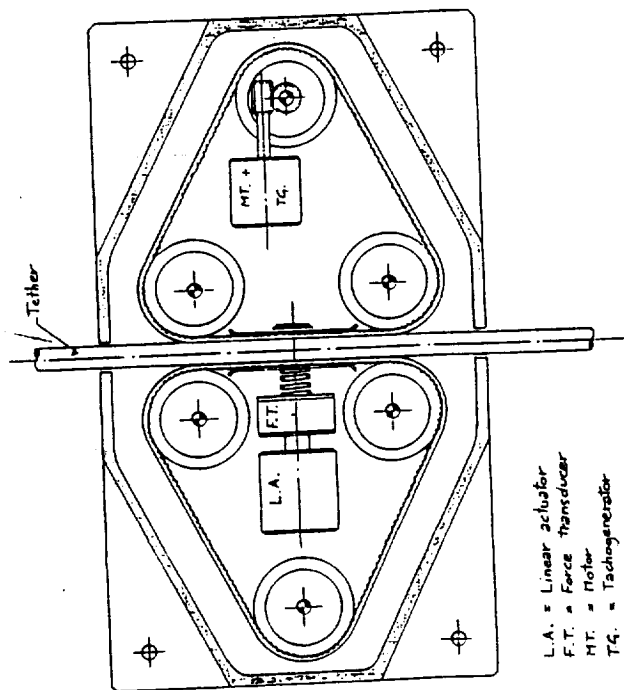 Tether
MT. +
TG.
F.T.
L.A.
L.A. = Linear actuator
F.T. = Force transducer
MT. = Motor
TG. = Tachogenerator